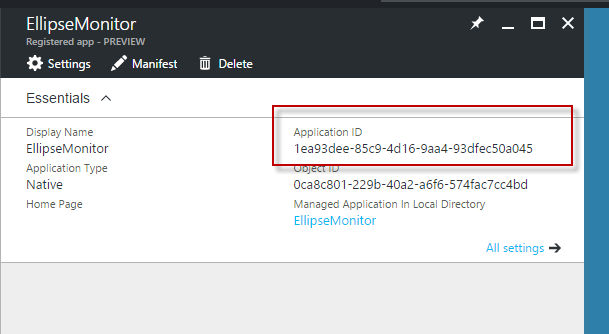 EllipseMonitor
Registered app - PREVIEW
Settings Manifest Delete
Essentials
Display Name Application ID
EllipseMonitor 1ea93dee-85c9-4d16-9aa4-93dfec50a045
Application Type Object ID
Native 0ca8c801-229b-40a2-a6f6-574fac7cc4bd
Home Page Managed Application In Local Directory
EllipseMonitor
All settings